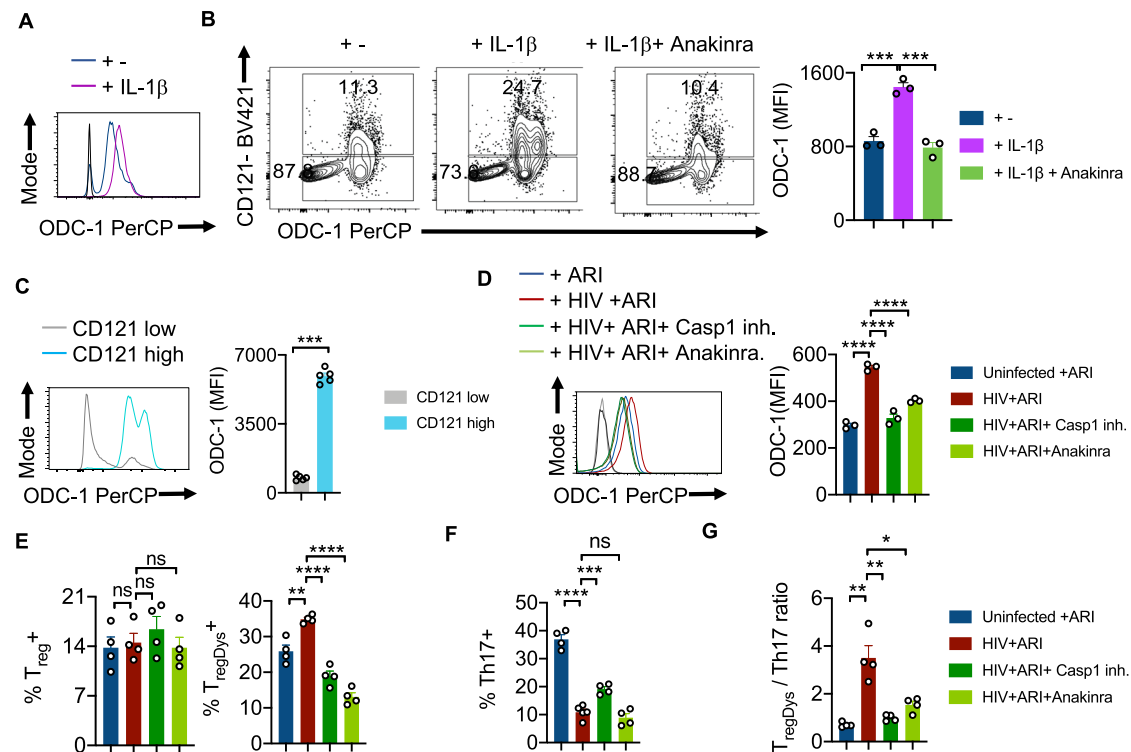 A
+ -
+ IL-1β
Mode
ODC-1 PerCP
B
+ -
+ IL-1β
+ IL-1β+ Anakinra
CD121- BV421
11.3
24.7
10.4
73.8
88.7
ODC-1 PerCP
*** ***
ODC-1 (MFI)
1600
800
0
+ -
+ IL-1β
+ IL-1β + Anakinra
C
CD121 low
CD121 high
Mode
ODC-1 PerCP
***
ODC-1 (MFI)
7000
3500
0
CD121 low
CD121 high
D
+ ARI
+ HIV +ARI
+ HIV+ ARI+ Casp1 inh.
+ HIV+ ARI+ Anakinra.
Mode
ODC-1 PerCP
****
****
****
ODC-1(MFI)
600
400
200
0
Uninfected +ARI
HIV+ARI
HIV+ARI+ Casp1 inh.
HIV+ARI+Anakinra
E
ns
ns
ns
% Treg+
21
14
7
0
****
****
**
% TregDys+
40
30
20
10
0
F
ns
***
****
% Th17+
50
40
30
20
10
0
G
*
**
**
TregDys / Th17 ratio
6
4
2
0
Uninfected +ARI
HIV+ARI
HIV+ARI+ Casp1 inh.
HIV+ARI+Anakinra